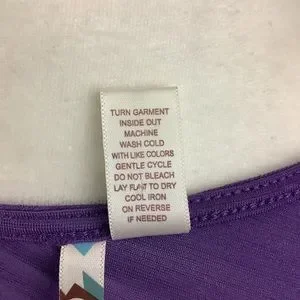 TURN GARMENT
INSIDE OUT
MACHINE
WASH COLD
WITH LIKE COLORS
GENTLE CYCLE
DO NOT BLEACH
LAY FLAT TO DRY
COOL IRON
ON REVERSE
IF NEEDED